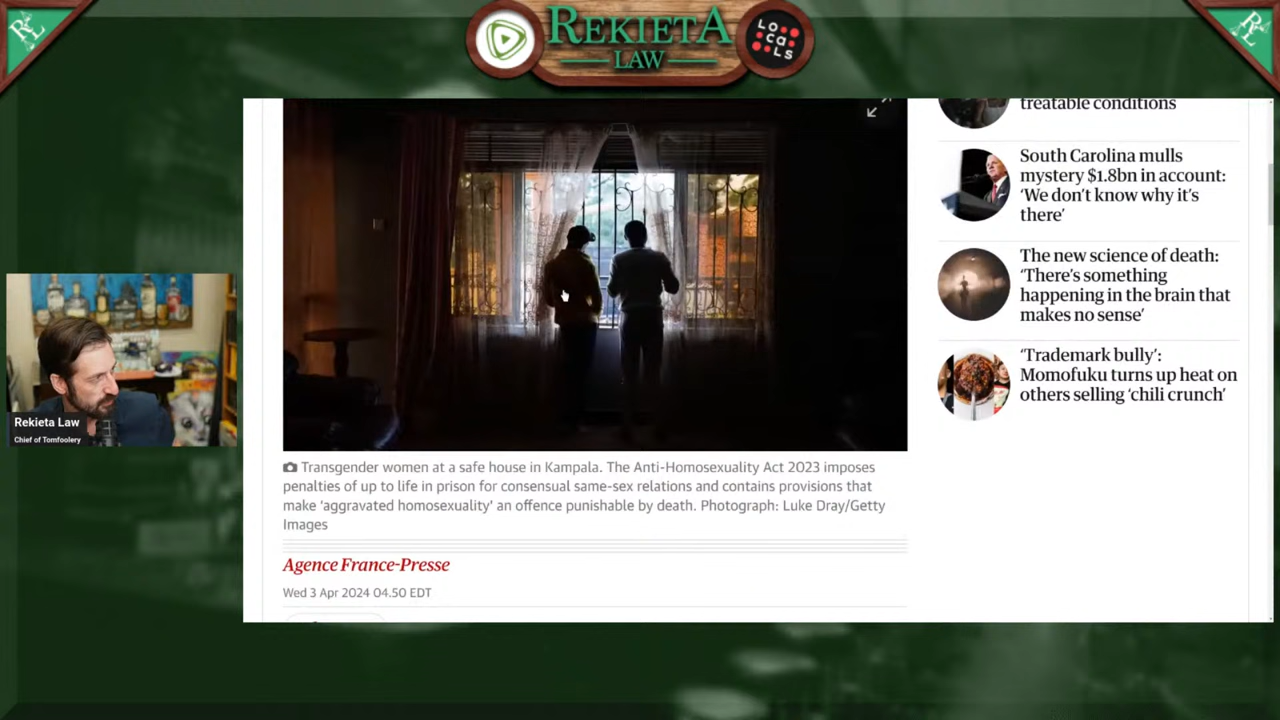 RL
REKIETA
LAW
LOCALS
RL
treatable conditions
South Carolina mulls
mystery $1.8bn in account:
‘We don’t know why it’s
there’
The new science of death:
‘There’s something
happening in the brain that
makes no sense’
‘Trademark bully’:
Momofuku turns up heat on
others selling ‘chili crunch’
Rekieta Law
Chief of Tomfoolery
Transgender women at a safe house in Kampala. The Anti-Homosexuality Act 2023 imposes
penalties of up to life in prison for consensual same-sex relations and contains provisions that
make ‘aggravated homosexuality’ an offence punishable by death. Photograph: Luke Dray/Getty
Images
Agence France-Presse
Wed 3 Apr 2024 04.50 EDT